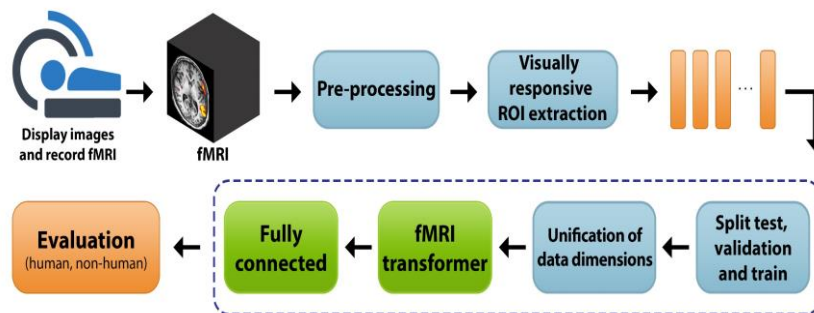 Display images
and record fMRI
fMRI
Pre-processing
Visually
responsive
ROI extraction
...
Split test,
validation
and train
Unification of
data dimensions
fMRI
transformer
Fully
connected
Evaluation
(human, non-human)